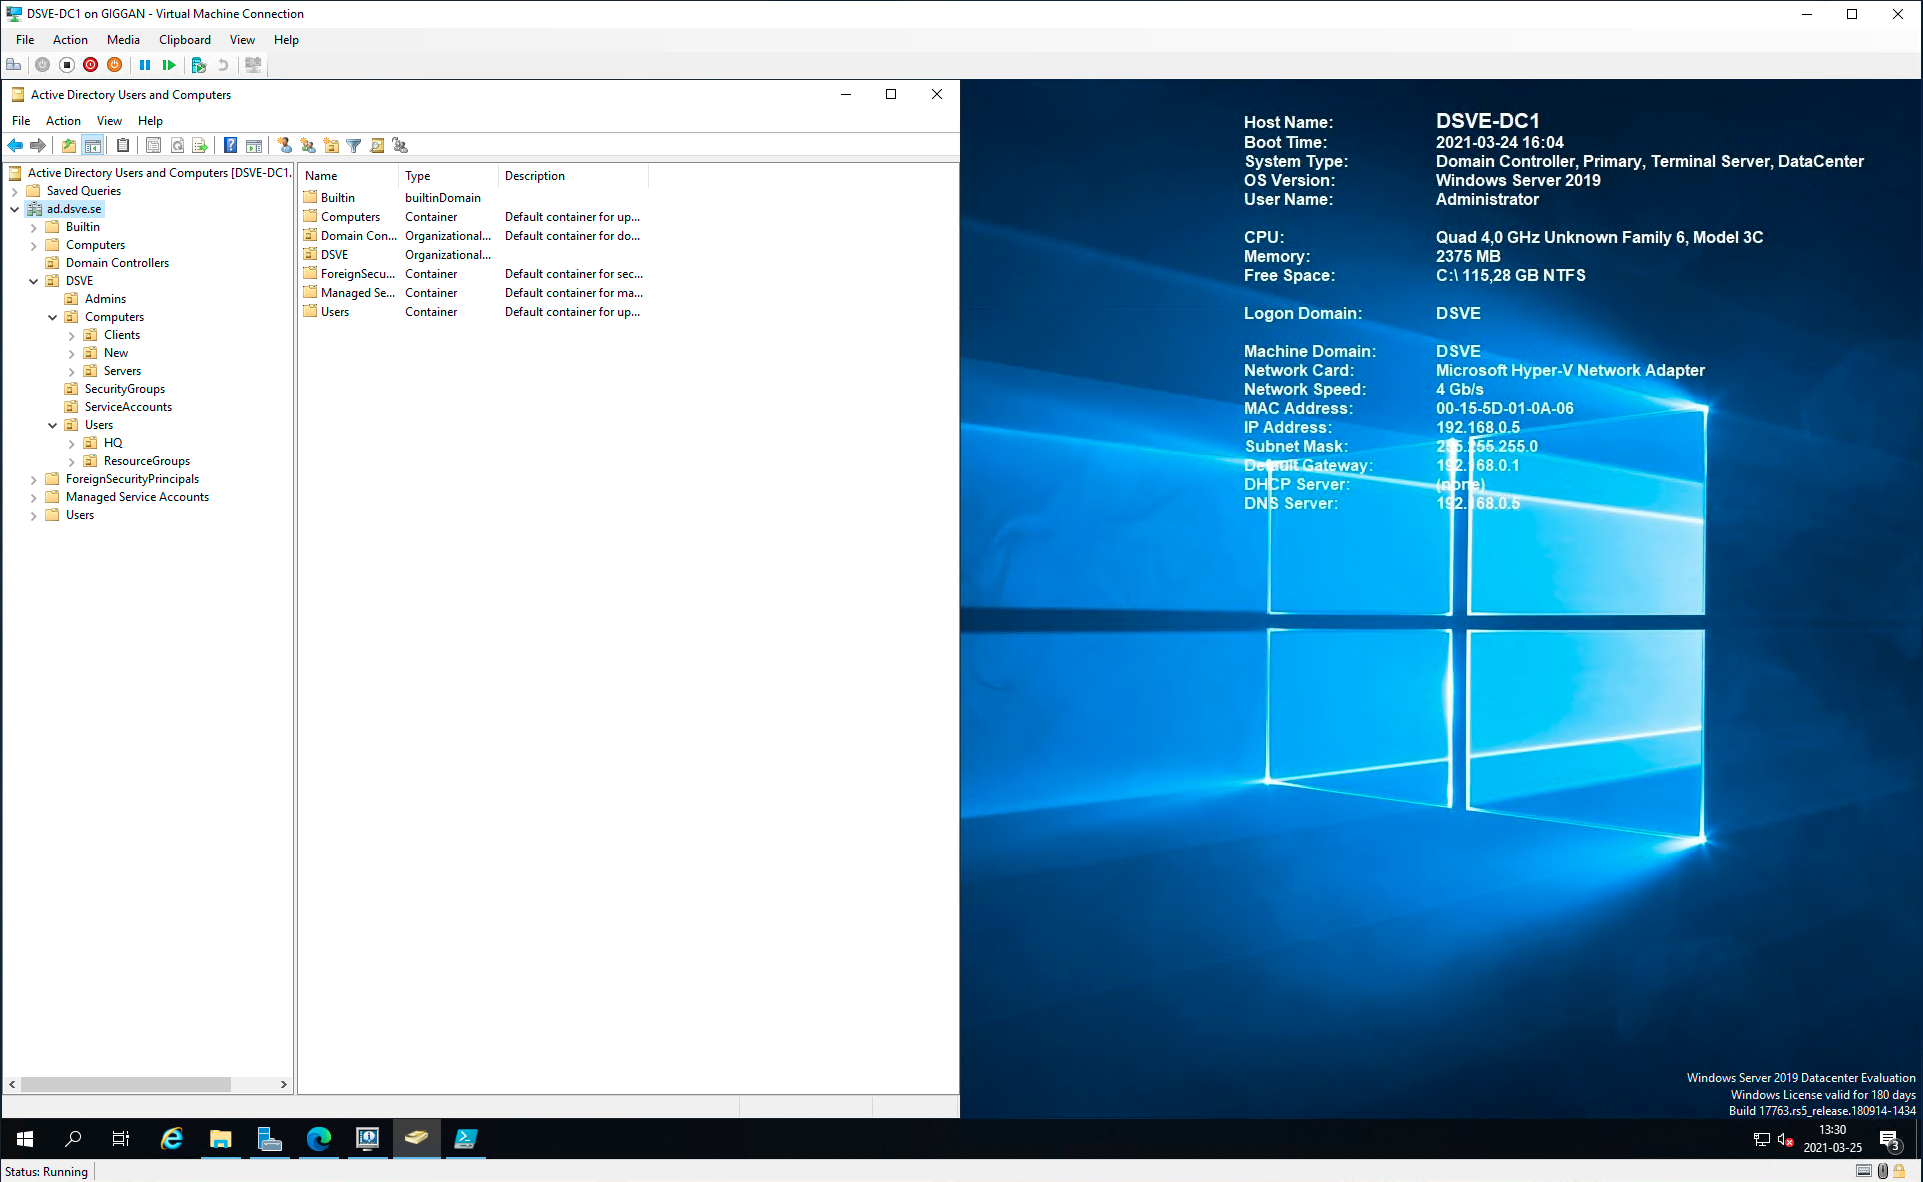 DSVE-DC1 on GIGGAN - Virtual Machine Connection
File Action Media Clipboard View Help
Active Directory Users and Computers
File Action View Help
Active Directory Users and Computers [DSVE-DC1.
Saved Queries
ad.dsve.se
Builtin
Computers
Domain Controllers
DSVE
Admins
Computers
Clients
New
Servers
SecurityGroups
ServiceAccounts
Users
HQ
ResourceGroups
ForeignSecurityPrincipals
Managed Service Accounts
Users
Name Type Description
Builtin builtinDomain
Computers Container Default container for up...
Domain Con... Organizational... Default container for do...
DSVE Organizational...
ForeignSecu... Container Default container for sec...
Managed Se... Container Default container for ma...
Users Container Default container for up...
Host Name: DSVE-DC1
Boot Time: 2021-03-24 16:04
System Type: Domain Controller, Primary, Terminal Server, DataCenter
OS Version: Windows Server 2019
User Name: Administrator
CPU: Quad 4,0 GHz Unknown Family 6, Model 3C
Memory: 2375 MB
Free Space: C:\ 115,28 GB NTFS
Logon Domain: DSVE
Machine Domain: DSVE
Network Card: Microsoft Hyper-V Network Adapter
Network Speed: 4 Gb/s
MAC Address: 00-15-5D-01-0A-06
IP Address: 192.168.0.5
Subnet Mask: 255.255.255.0
Default Gateway: 192.168.0.1
DHCP Server: (none)
DNS Server: 192.168.0.5
Windows Server 2019 Datacenter Evaluation
Windows License valid for 180 days
Build 17763.rs5_release.180914-1434
13:30
2021-03-25
3
Status: Running